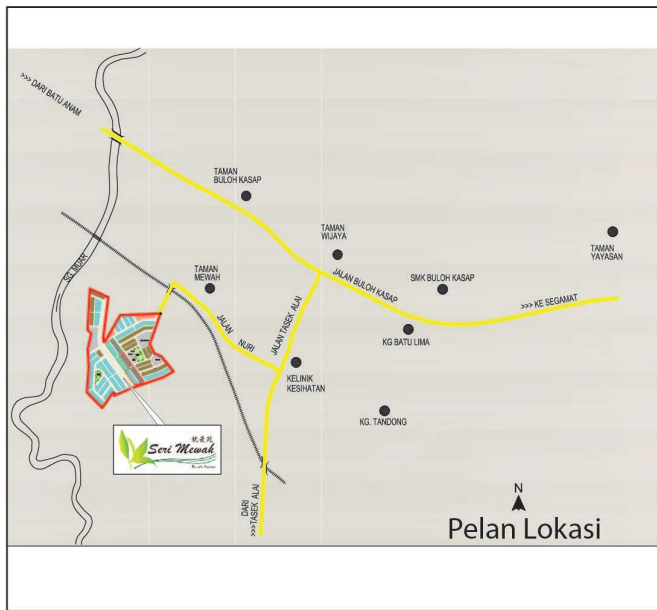 >>> DARI BATU ANAM
TAMAN
BULOH KASAP
TAMAN
WIJAYA
TAMAN
YAYASAN
SG. MUAR
TAMAN
MEWAH
JALAN BULOH KASAP
SMK BULOH KASAP
>>> KE SEGAMAT
JALAN NURI
JALAN TASEK ALAI
KG BATU LIMA
KELINIK
KESIHATAN
KG. TANDONG
Seri Mewah
DARI
>>>TASEK ALAI
N
Pelan Lokasi